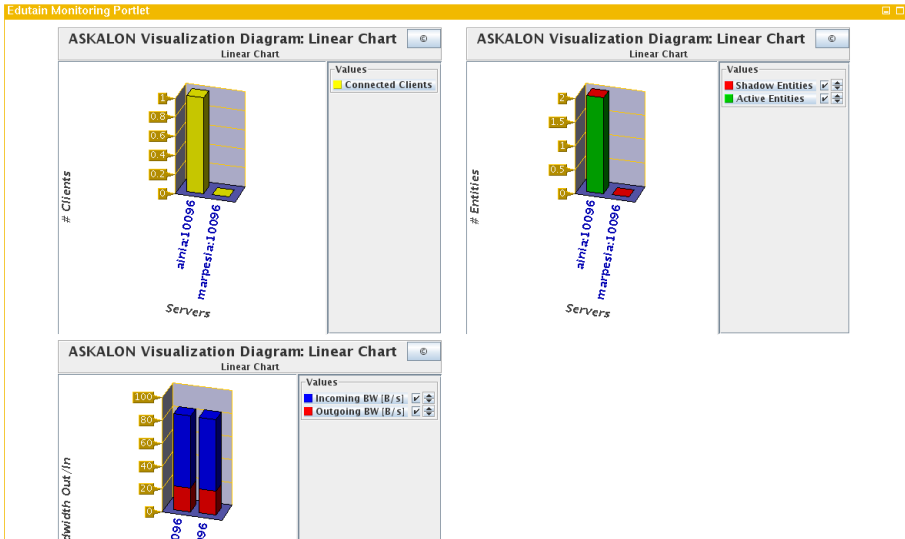 Edutain Monitoring Portlet
ASKALON Visualization Diagram: Linear Chart
©
Linear Chart
Values
Connected Clients
1
0.8
0.6
0.4
0.2
0
# Clients
ainia:10096
marpesia:10096
Servers
ASKALON Visualization Diagram: Linear Chart
©
Linear Chart
Values
Shadow Entities
Active Entities
2
1.5
1
0.5
0
# Entities
ainia:10096
marpesia:10096
Servers
ASKALON Visualization Diagram: Linear Chart
©
Linear Chart
Values
Incoming BW [B/s]
Outgoing BW [B/s]
100
80
60
40
20
0
dwidth Out/In
096
096